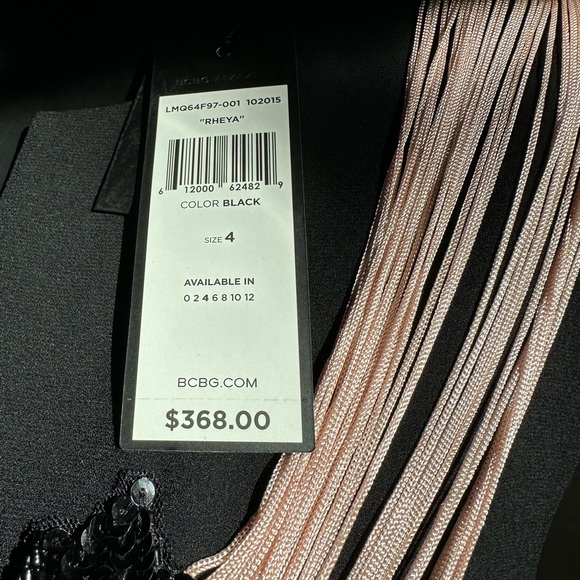 BCBG
LMQ64F97-001 102015
"RHEYA"
6 12000 62482 9
COLOR BLACK
SIZE 4
AVAILABLE IN
0 2 4 6 8 10 12
BCBG.COM
$368.00